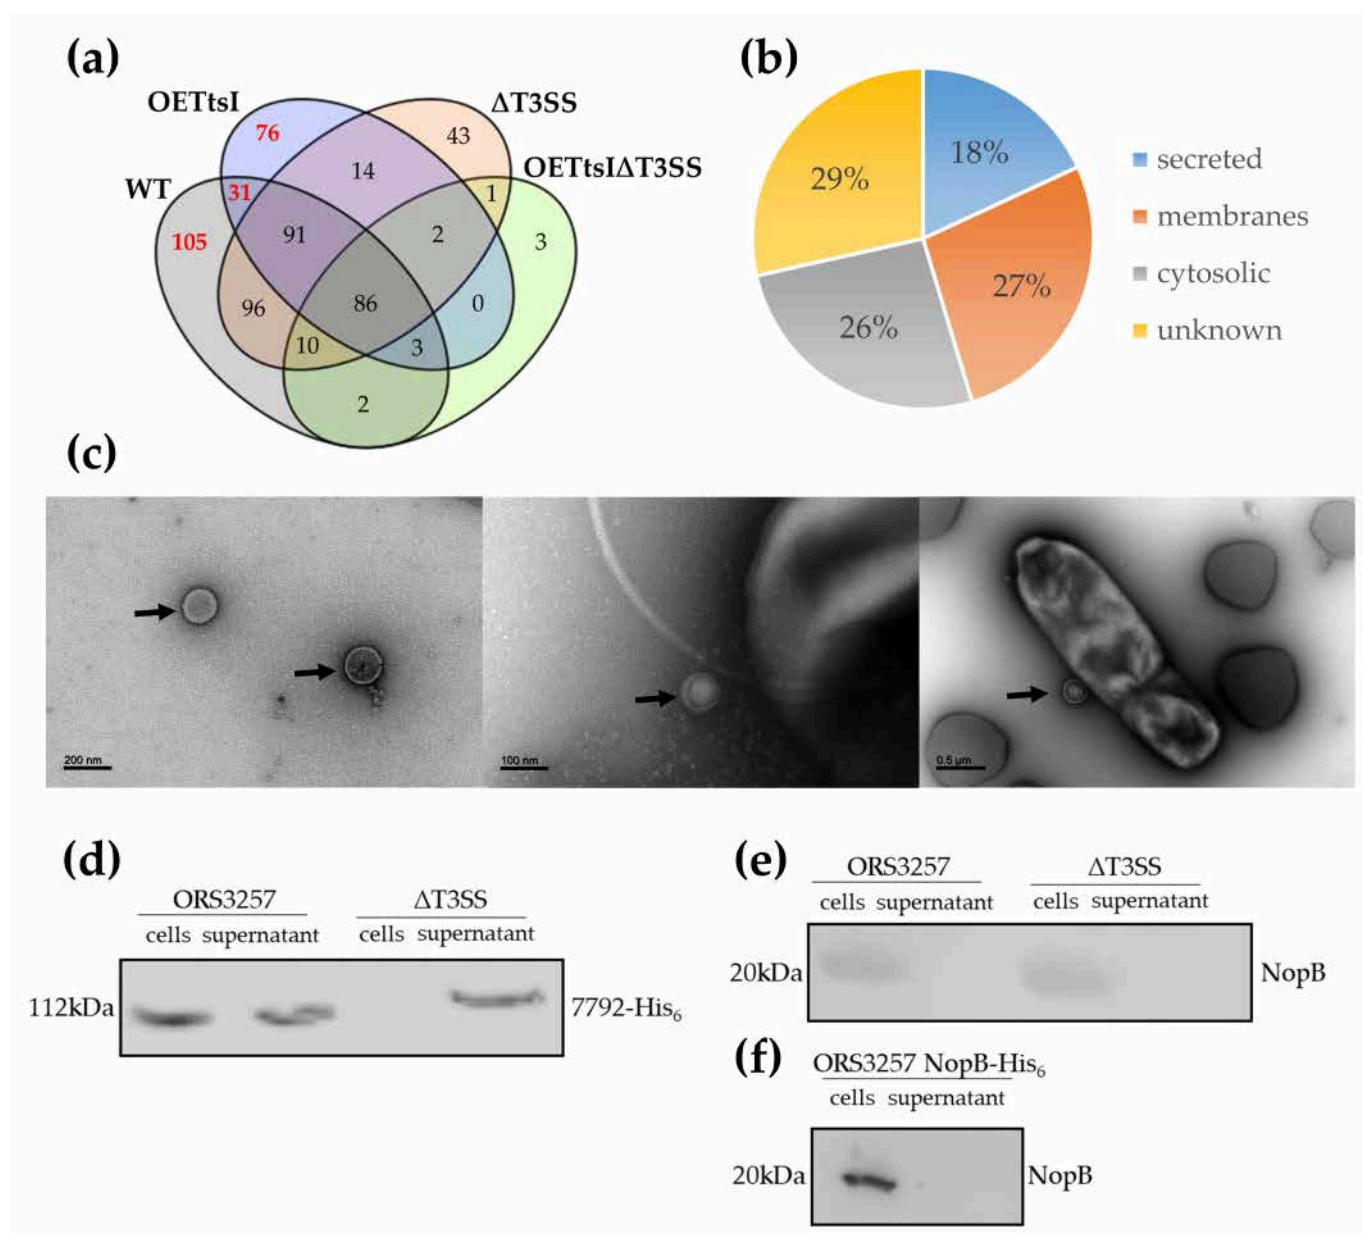 (a)
OETtsI
ΔT3SS
WT
OETtsIΔT3SS
76
43
14
31
1
105
91
2
3
96
86
0
10
3
2
(b)
18%
29%
27%
26%
secreted
membranes
cytosolic
unknown
(c)
200 nm
100 nm
0.5 µm
(d)
ORS3257
ΔT3SS
cells supernatant
cells supernatant
112kDa
7792-His₆
(e)
ORS3257
ΔT3SS
cells supernatant
cells supernatant
20kDa
NopB
(f)
ORS3257 NopB-His₆
cells supernatant
20kDa
NopB